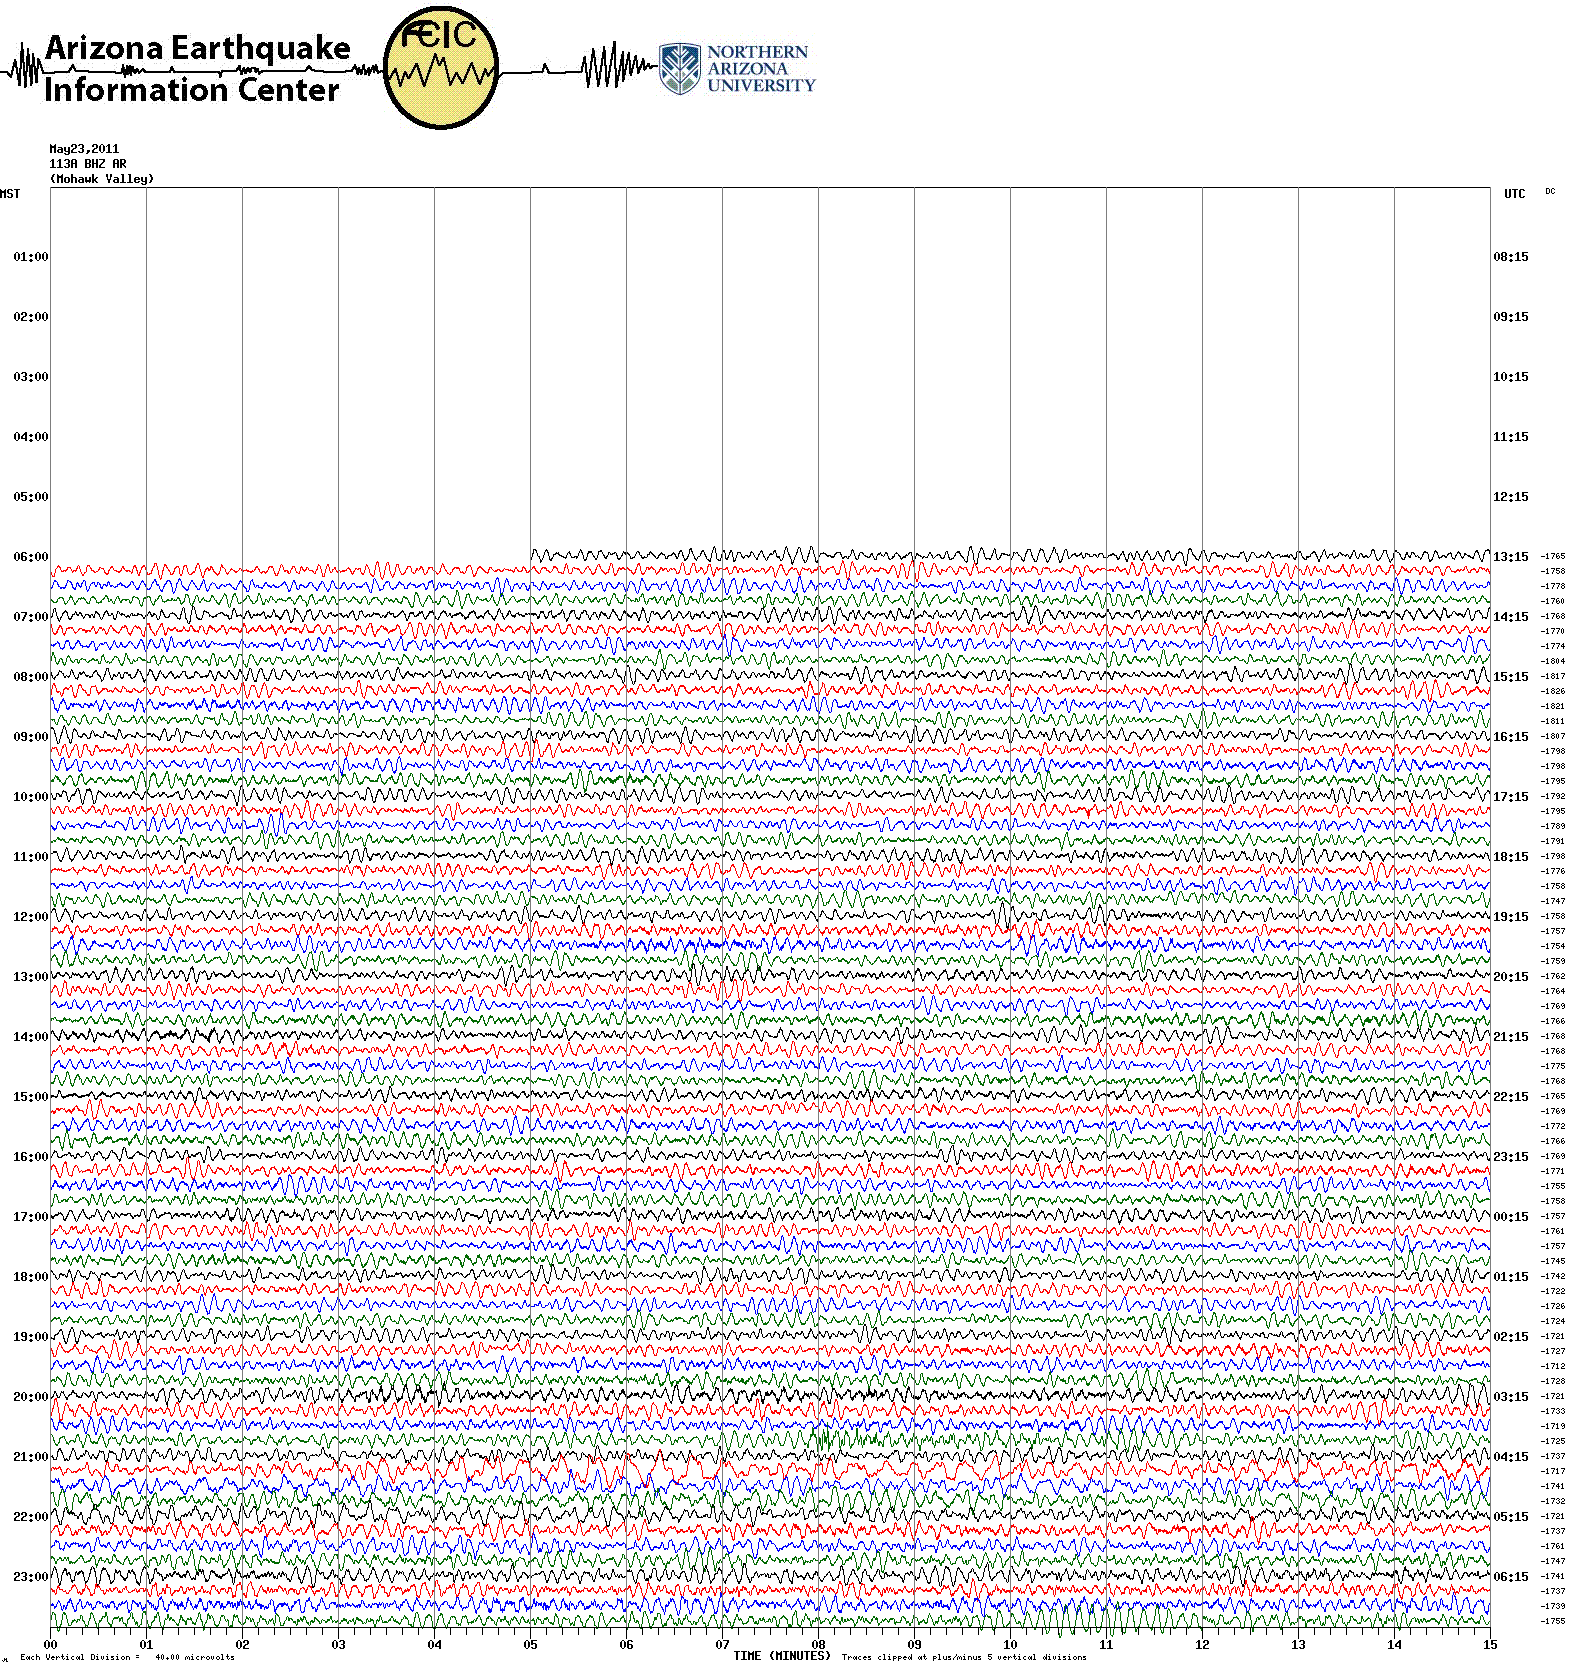 Arizona Earthquake
Information Center
ÆEIC
NORTHERN
ARIZONA
UNIVERSITY
May23,2011
113A BHZ AR
(Mohawk Valley)
MST UTC DC
01:00 08:15
02:00 09:15
03:00 10:15
04:00 11:15
05:00 12:15
06:00 13:15 -1765
-1758
-1778
-1760
07:00 14:15 -1768
-1770
-1774
-1804
08:00 15:15 -1817
-1826
-1821
-1811
09:00 16:15 -1807
-1798
-1798
-1795
10:00 17:15 -1792
-1795
-1789
-1791
11:00 18:15 -1798
-1776
-1758
-1747
12:00 19:15 -1758
-1757
-1754
-1759
13:00 20:15 -1762
-1764
-1769
-1766
14:00 21:15 -1768
-1768
-1775
-1768
15:00 22:15 -1765
-1769
-1772
-1766
16:00 23:15 -1769
-1771
-1755
-1758
17:00 00:15 -1757
-1761
-1757
-1745
18:00 01:15 -1742
-1722
-1726
-1724
19:00 02:15 -1721
-1727
-1712
-1728
20:00 03:15 -1721
-1733
-1719
-1725
21:00 04:15 -1737
-1717
-1741
-1732
22:00 05:15 -1721
-1737
-1761
-1747
23:00 06:15 -1741
-1737
-1739
-1755
00 01 02 03 04 05 06 07 08 09 10 11 12 13 14 15
Each Vertical Division = 40.00 microvolts TIME (MINUTES) Traces clipped at plus/minus 5 vertical divisions